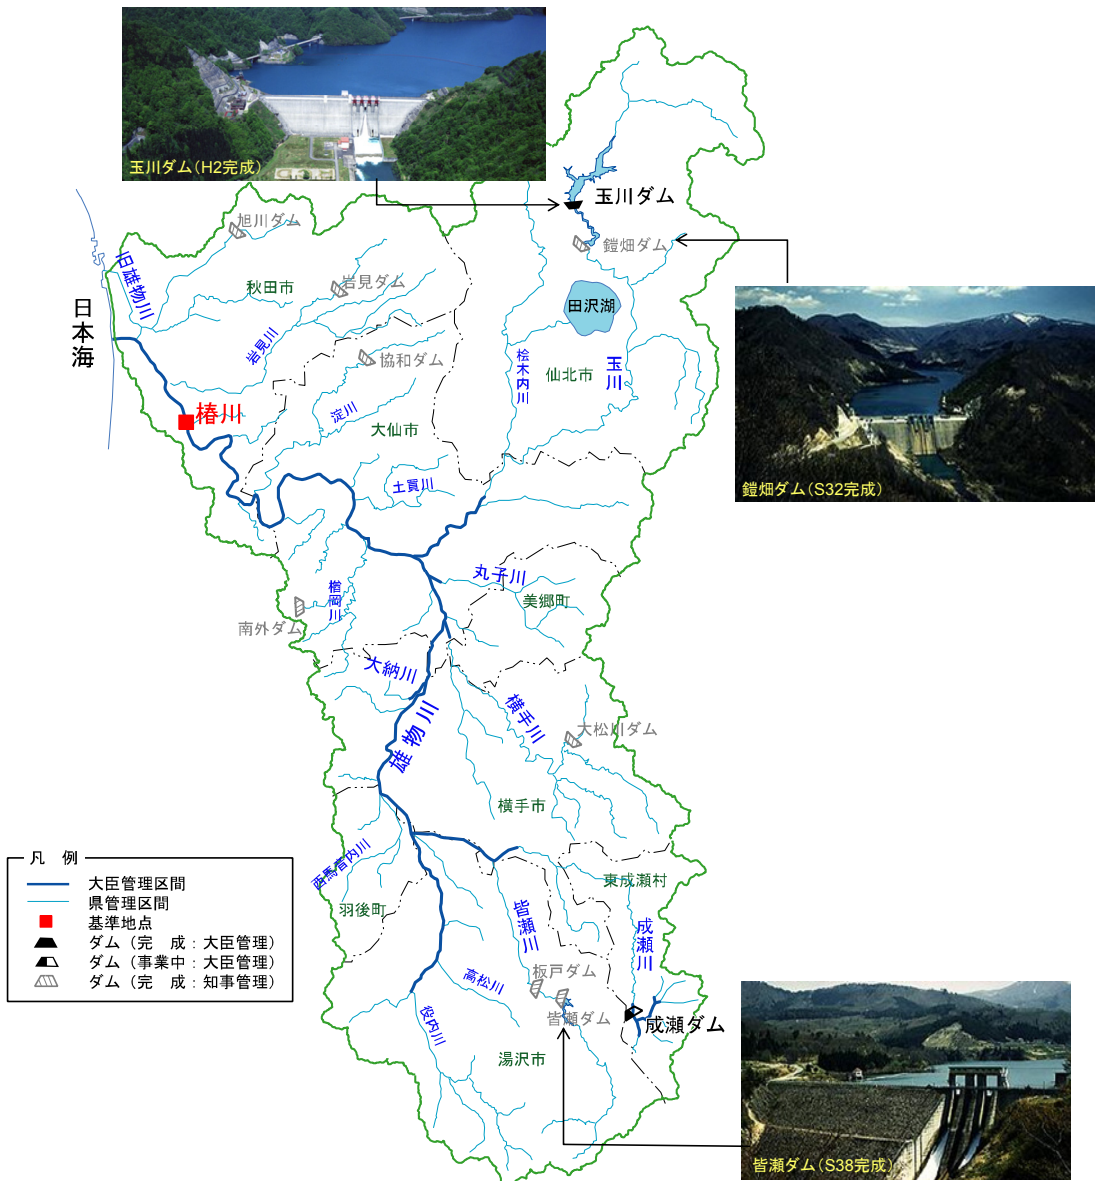 玉川ダム(H2完成)
玉川ダム
旭川ダム
鎧畑ダム
旧雄物川
秋田市
岩見ダム
日本海
田沢湖
岩見川
協和ダム
桧木内川
玉川
仙北市
椿川
淀川
大仙市
土買川
鎧畑ダム(S32完成)
丸子川
楢岡川
美郷町
南外ダム
大納川
横手川
雄物川
大松川ダム
横手市
西馬音内川
東成瀬村
羽後町
皆瀬川
成瀬川
板戸ダム
高松川
役内川
皆瀬ダム
成瀬ダム
湯沢市
皆瀬ダム(S38完成)
凡 例
大臣管理区間
県管理区間
基準地点
ダム(完 成:大臣管理)
ダム(事業中:大臣管理)
ダム(完 成:知事管理)